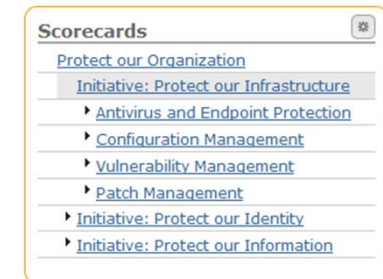 Scorecards
Protect our Organization
Initiative: Protect our Infrastructure
Antivirus and Endpoint Protection
Configuration Management
Vulnerability Management
Patch Management
Initiative: Protect our Identity
Initiative: Protect our Information